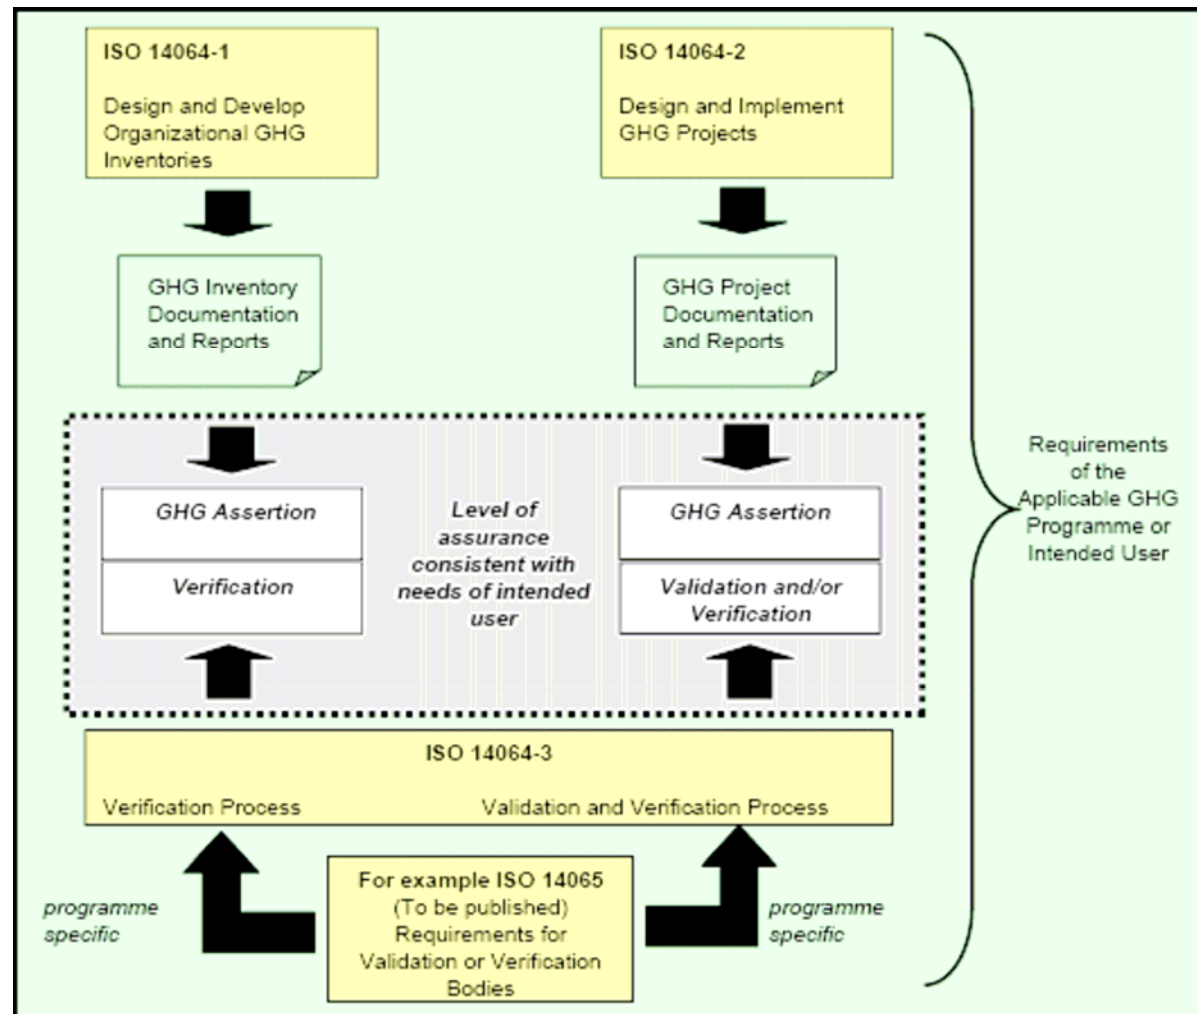 ISO 14064-1
Design and Develop
Organizational GHG
Inventories
ISO 14064-2
Design and Implement
GHG Projects
GHG Inventory
Documentation
and Reports
GHG Project
Documentation
and Reports
GHG Assertion
Verification
Level of
assurance
consistent with
needs of intended
user
GHG Assertion
Validation and/or
Verification
Requirements
of the
Applicable GHG
Programme or
Intended User
ISO 14064-3
Verification Process
Validation and Verification Process
programme
specific
For example ISO 14065
(To be published)
Requirements for
Validation or Verification
Bodies
programme
specific